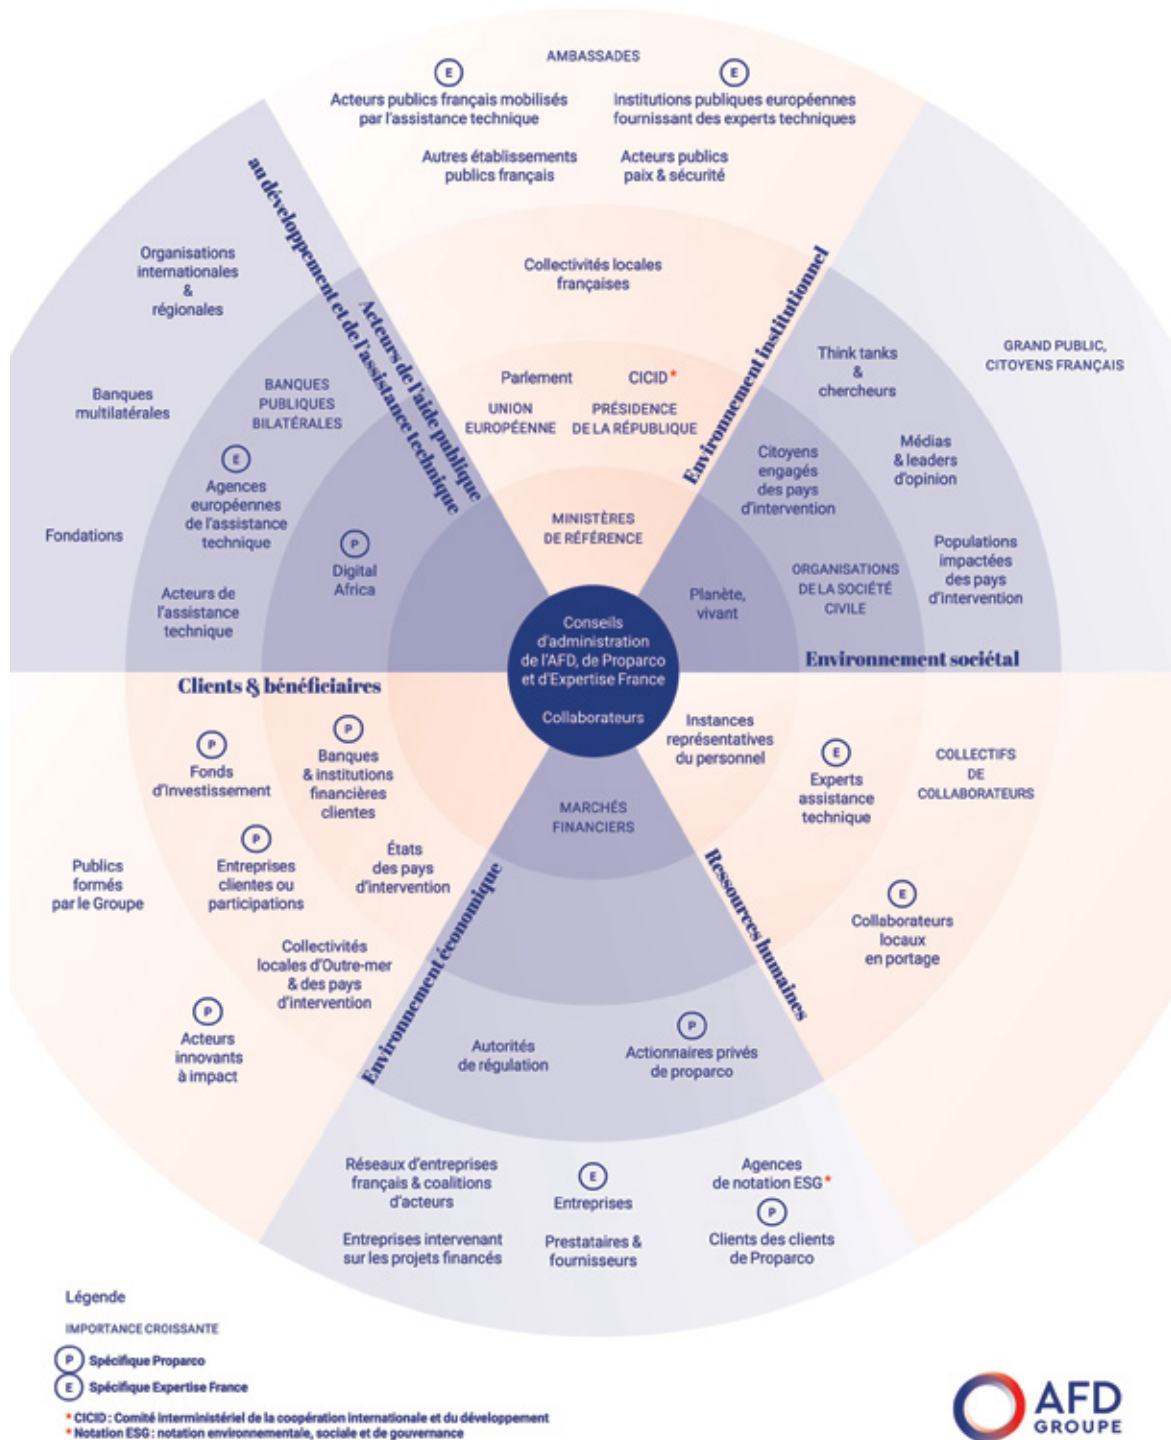 AMBASSADES
E
Acteurs publics français mobilisés
par l'assistance technique
E
Institutions publiques européennes
fournissant des experts techniques
Autres établissements
publics français
Acteurs publics
paix & sécurité
Collectivités locales
françaises
Parlement
CICID*
UNION
EUROPÉENNE
PRÉSIDENCE
DE LA RÉPUBLIQUE
MINISTÈRES
DE RÉFÉRENCE
Environnement institutionnel
Acteurs de l'aide publique
au développement et de l'assistance technique
Organisations
internationales
&
régionales
Banques
multilatérales
BANQUES
PUBLIQUES
BILATÉRALES
E
Agences
européennes
de l'assistance
technique
Fondations
Acteurs de
l'assistance
technique
P
Digital
Africa
GRAND PUBLIC,
CITOYENS FRANÇAIS
Think tanks
&
chercheurs
Médias
& leaders
d'opinion
Citoyens
engagés
des pays
d'intervention
Populations
impactées
des pays
d'intervention
ORGANISATIONS
DE LA SOCIÉTÉ
CIVILE
Planète,
vivant
Environnement sociétal
Conseils
d'administration
de l'AFD, de Proparco
et d'Expertise France
Collaborateurs
Clients & bénéficiaires
P
Fonds
d'investissement
P
Banques
& institutions
financières
clientes
P
Entreprises
clientes ou
participations
États
des pays
d'intervention
Publics
formés
par le Groupe
Collectivités
locales d'Outre-mer
& des pays
d'intervention
P
Acteurs
innovants
à impact
Instances
représentatives
du personnel
E
Experts
assistance
technique
COLLECTIFS
DE
COLLABORATEURS
E
Collaborateurs
locaux
en portage
Ressources humaines
MARCHÉS
FINANCIERS
Environnement économique
Autorités
de régulation
P
Actionnaires privés
de proparco
Réseaux d'entreprises
français & coalitions
d'acteurs
E
Entreprises
Agences
de notation ESG*
Entreprises intervenant
sur les projets financés
Prestataires &
fournisseurs
P
Clients des clients
de Proparco
Légende
IMPORTANCE CROISSANTE
P Spécifique Proparco
E Spécifique Expertise France
* CICID : Comité interministériel de la coopération internationale et du développement
* Notation ESG : notation environnementale, sociale et de gouvernance
AFD
GROUPE